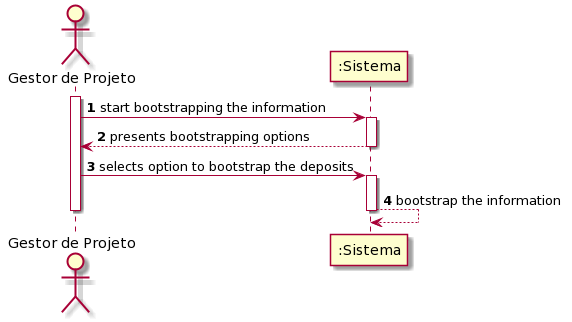 Gestor de Projeto
:Sistema
1 start bootstrapping the information
2 presents bootstrapping options
3 selects option to bootstrap the deposits
4 bootstrap the information
Gestor de Projeto
:Sistema